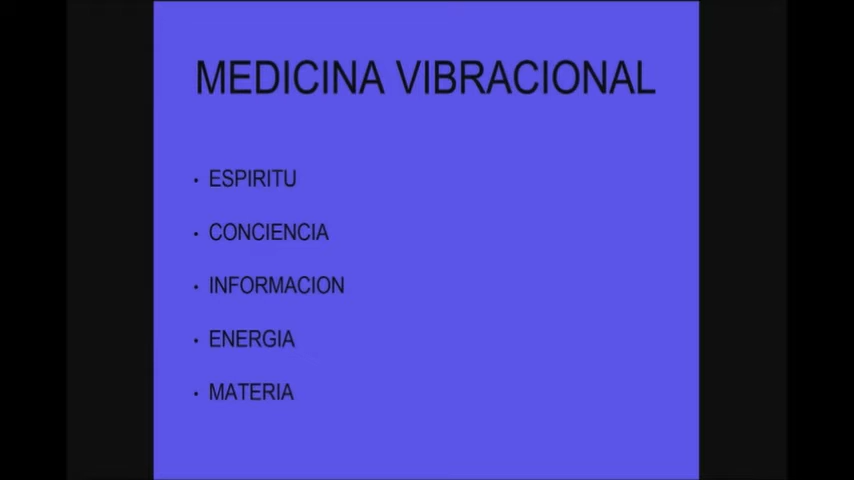 MEDICINA VIBRACIONAL
• ESPIRITU
• CONCIENCIA
• INFORMACION
• ENERGIA
• MATERIA